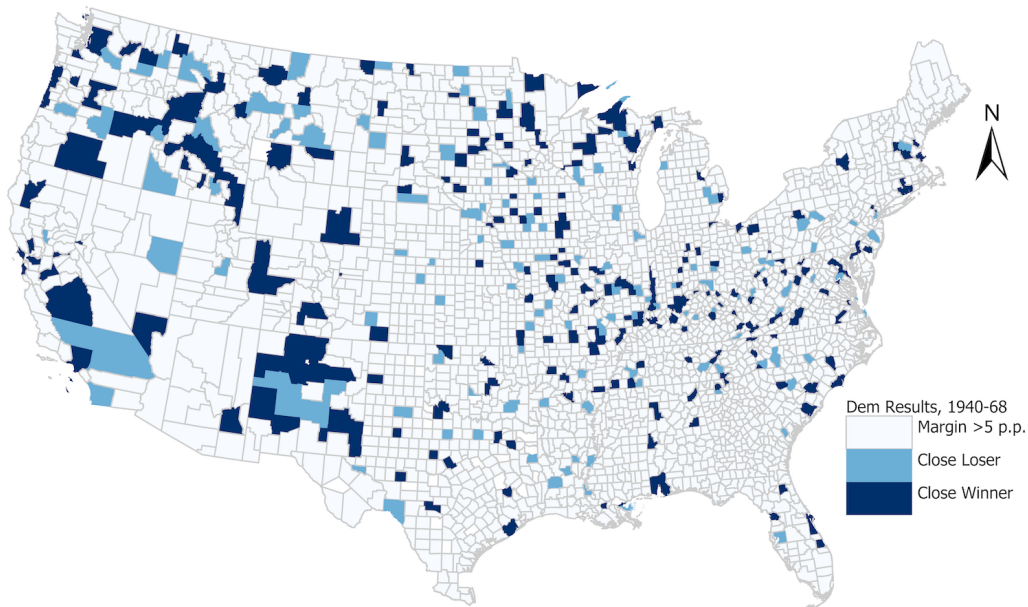 N
Dem Results, 1940-68
Margin >5 p.p.
Close Loser
Close Winner